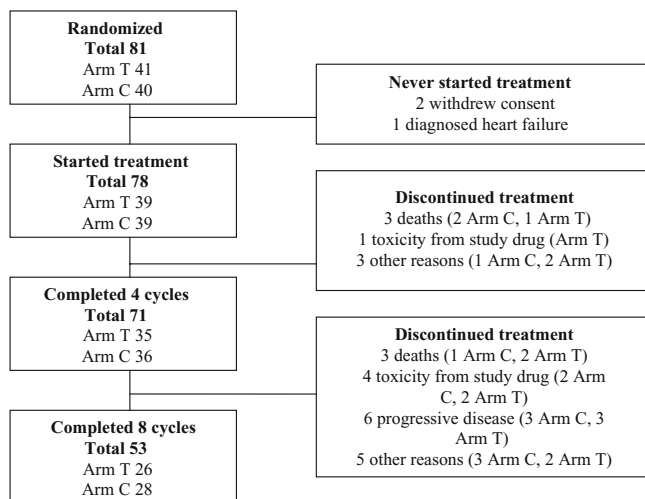 Randomized
Total 81
Arm T 41
Arm C 40
Never started treatment
2 withdrew consent
1 diagnosed heart failure
Started treatment
Total 78
Arm T 39
Arm C 39
Discontinued treatment
3 deaths (2 Arm C, 1 Arm T)
1 toxicity from study drug (Arm T)
3 other reasons (1 Arm C, 2 Arm T)
Completed 4 cycles
Total 71
Arm T 35
Arm C 36
Discontinued treatment
3 deaths (1 Arm C, 2 Arm T)
4 toxicity from study drug (2 Arm
C, 2 Arm T)
6 progressive disease (3 Arm C, 3
Arm T)
5 other reasons (3 Arm C, 2 Arm T)
Completed 8 cycles
Total 53
Arm T 26
Arm C 28